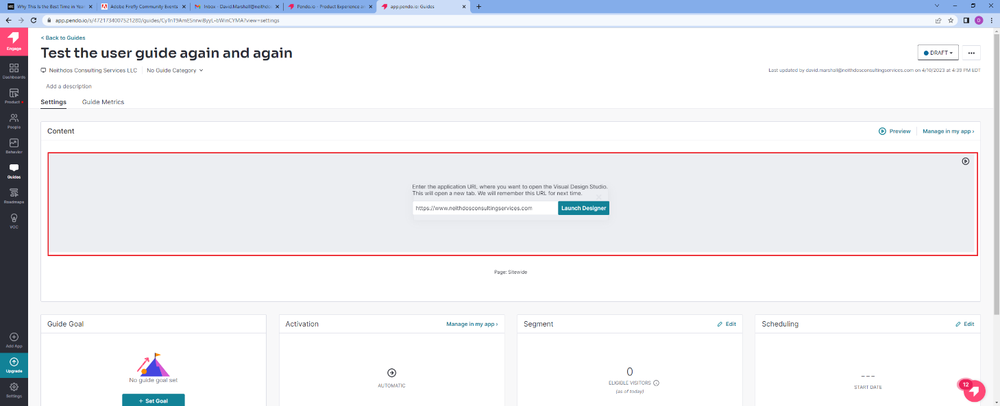 Why This Is the Best Time in Year
Adobe Firefly Community Events
Inbox - David.Marshall@neithdos
Pendo.io - Product Experience a
app.pendo.io: Guides
app.pendo.io/s/4721734007521280/guides/CyTnT9AmESnrwiByyL-bWinCYMA?view=settings
D
Engage
Dashboards
Product
People
Behavior
Guides
Roadmaps
VOC
Add App
Upgrade
Settings
< Back to Guides
Test the user guide again and again
DRAFT
Neithdos Consulting Services LLC No Guide Category
Last updated by david.marshall@neithdosconsultingservices.com on 4/10/2023 at 4:39 PM EDT
Add a description
Settings Guide Metrics
Content
Preview Manage in my app ›
Enter the application URL where you want to open the Visual Design Studio.
This will open a new tab. We will remember this URL for next time.
https://www.neithdosconsultingservices.com Launch Designer
Page: Sitewide
Guide Goal
No guide goal set
+ Set Goal
Activation Manage in my app ›
AUTOMATIC
Segment Edit
0
ELIGIBLE VISITORS
(as of today)
Scheduling Edit
---
START DATE
12